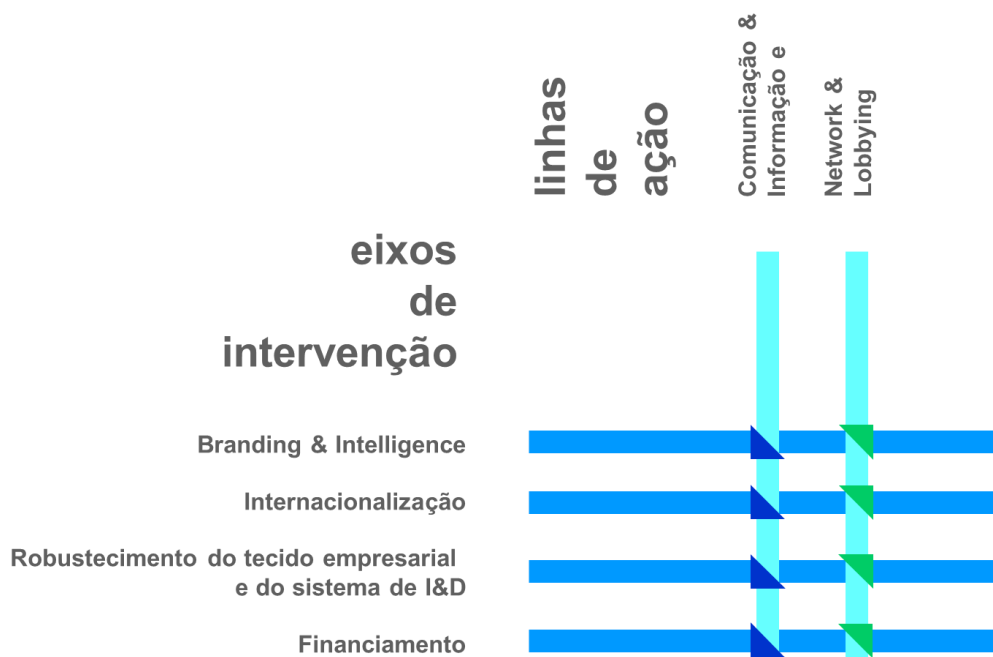 linhas
de
ação
Comunicação &
Informação e
Network &
Lobbying
eixos
de
intervenção
Branding & Intelligence
Internacionalização
Robustecimento do tecido empresarial
e do sistema de I&D
Financiamento